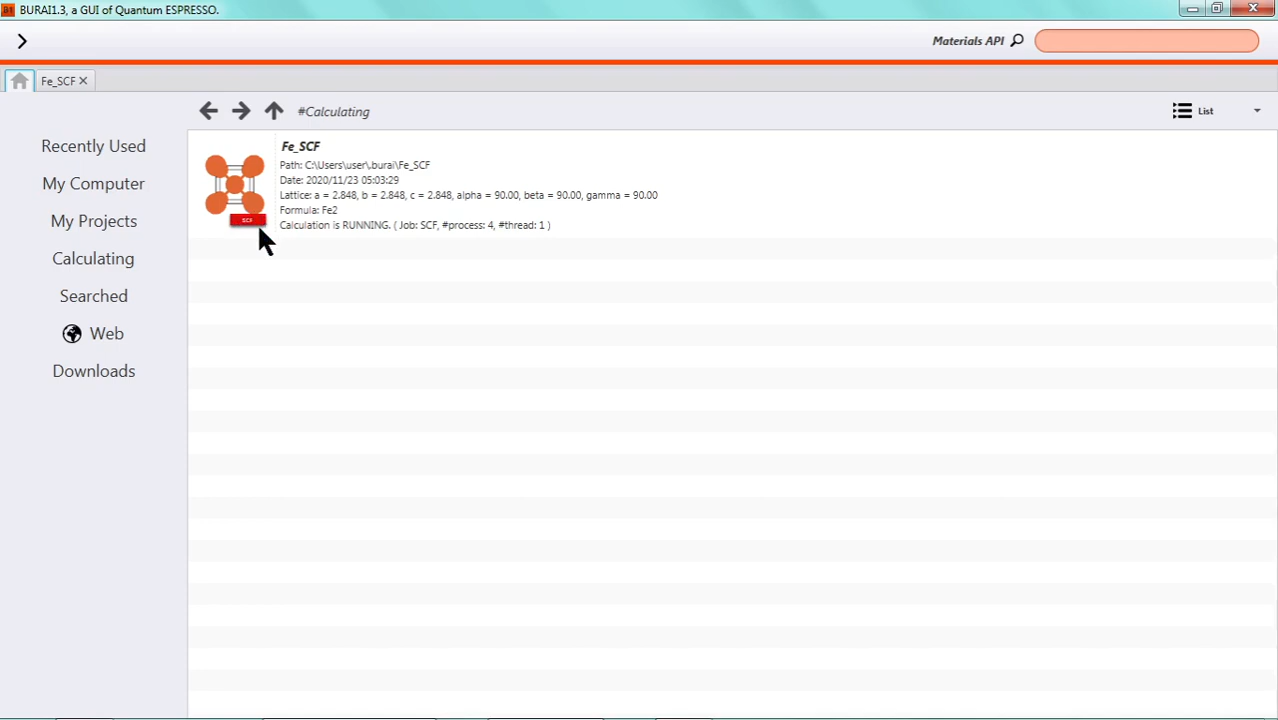 BURAI1.3, a GUI of Quantum ESPRESSO.
Materials API
Fe_SCF
#Calculating
List
Recently Used
My Computer
My Projects
Calculating
Searched
Web
Downloads
Fe_SCF
Path: C:\Users\user\.burai\Fe_SCF
Date: 2020/11/23 05:03:29
Lattice: a = 2.848, b = 2.848, c = 2.848, alpha = 90.00, beta = 90.00, gamma = 90.00
Formula: Fe2
Calculation is RUNNING. ( Job: SCF, #process: 4, #thread: 1 )
SCF